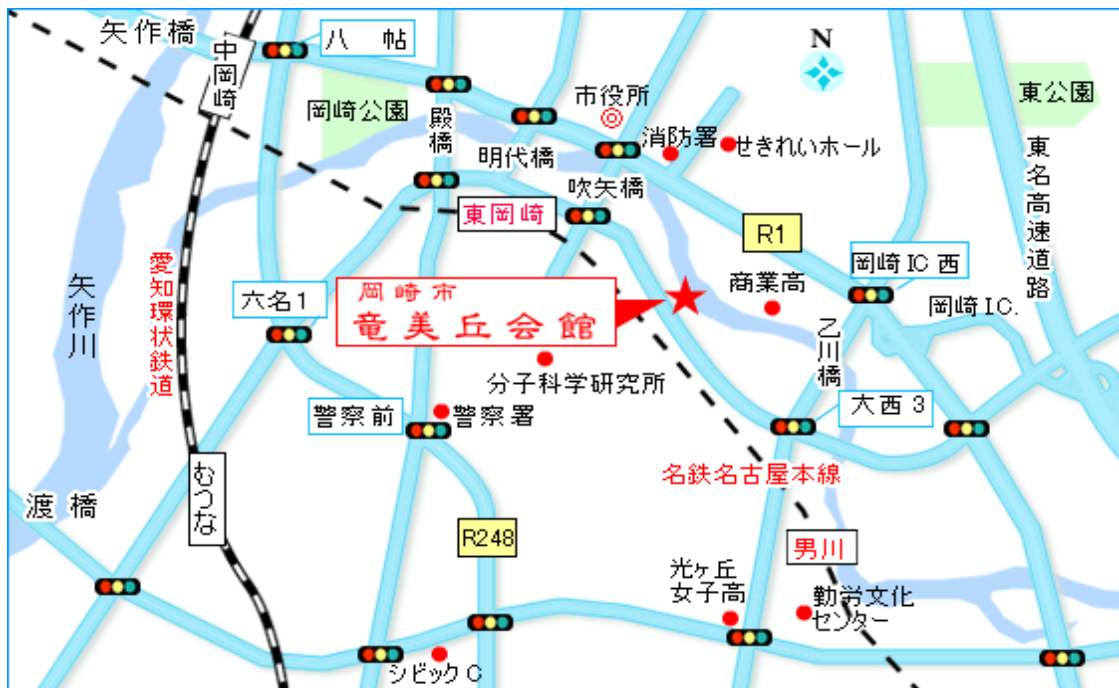 矢作橋
八 帖
N
中岡崎
岡崎公園
殿橋
市役所
東公園
明代橋
消防署
せきれいホール
東名高速道路
吹矢橋
東岡崎
R1
岡崎IC西
愛知環状鉄道
矢作川
六名1
岡崎市
竜美丘会館
商業高
岡崎IC.
乙川橋
分子科学研究所
警察前
警察署
大西3
むつな
名鉄名古屋本線
渡橋
R248
男川
光ヶ丘
女子高
勤労文化
センター
シビックC